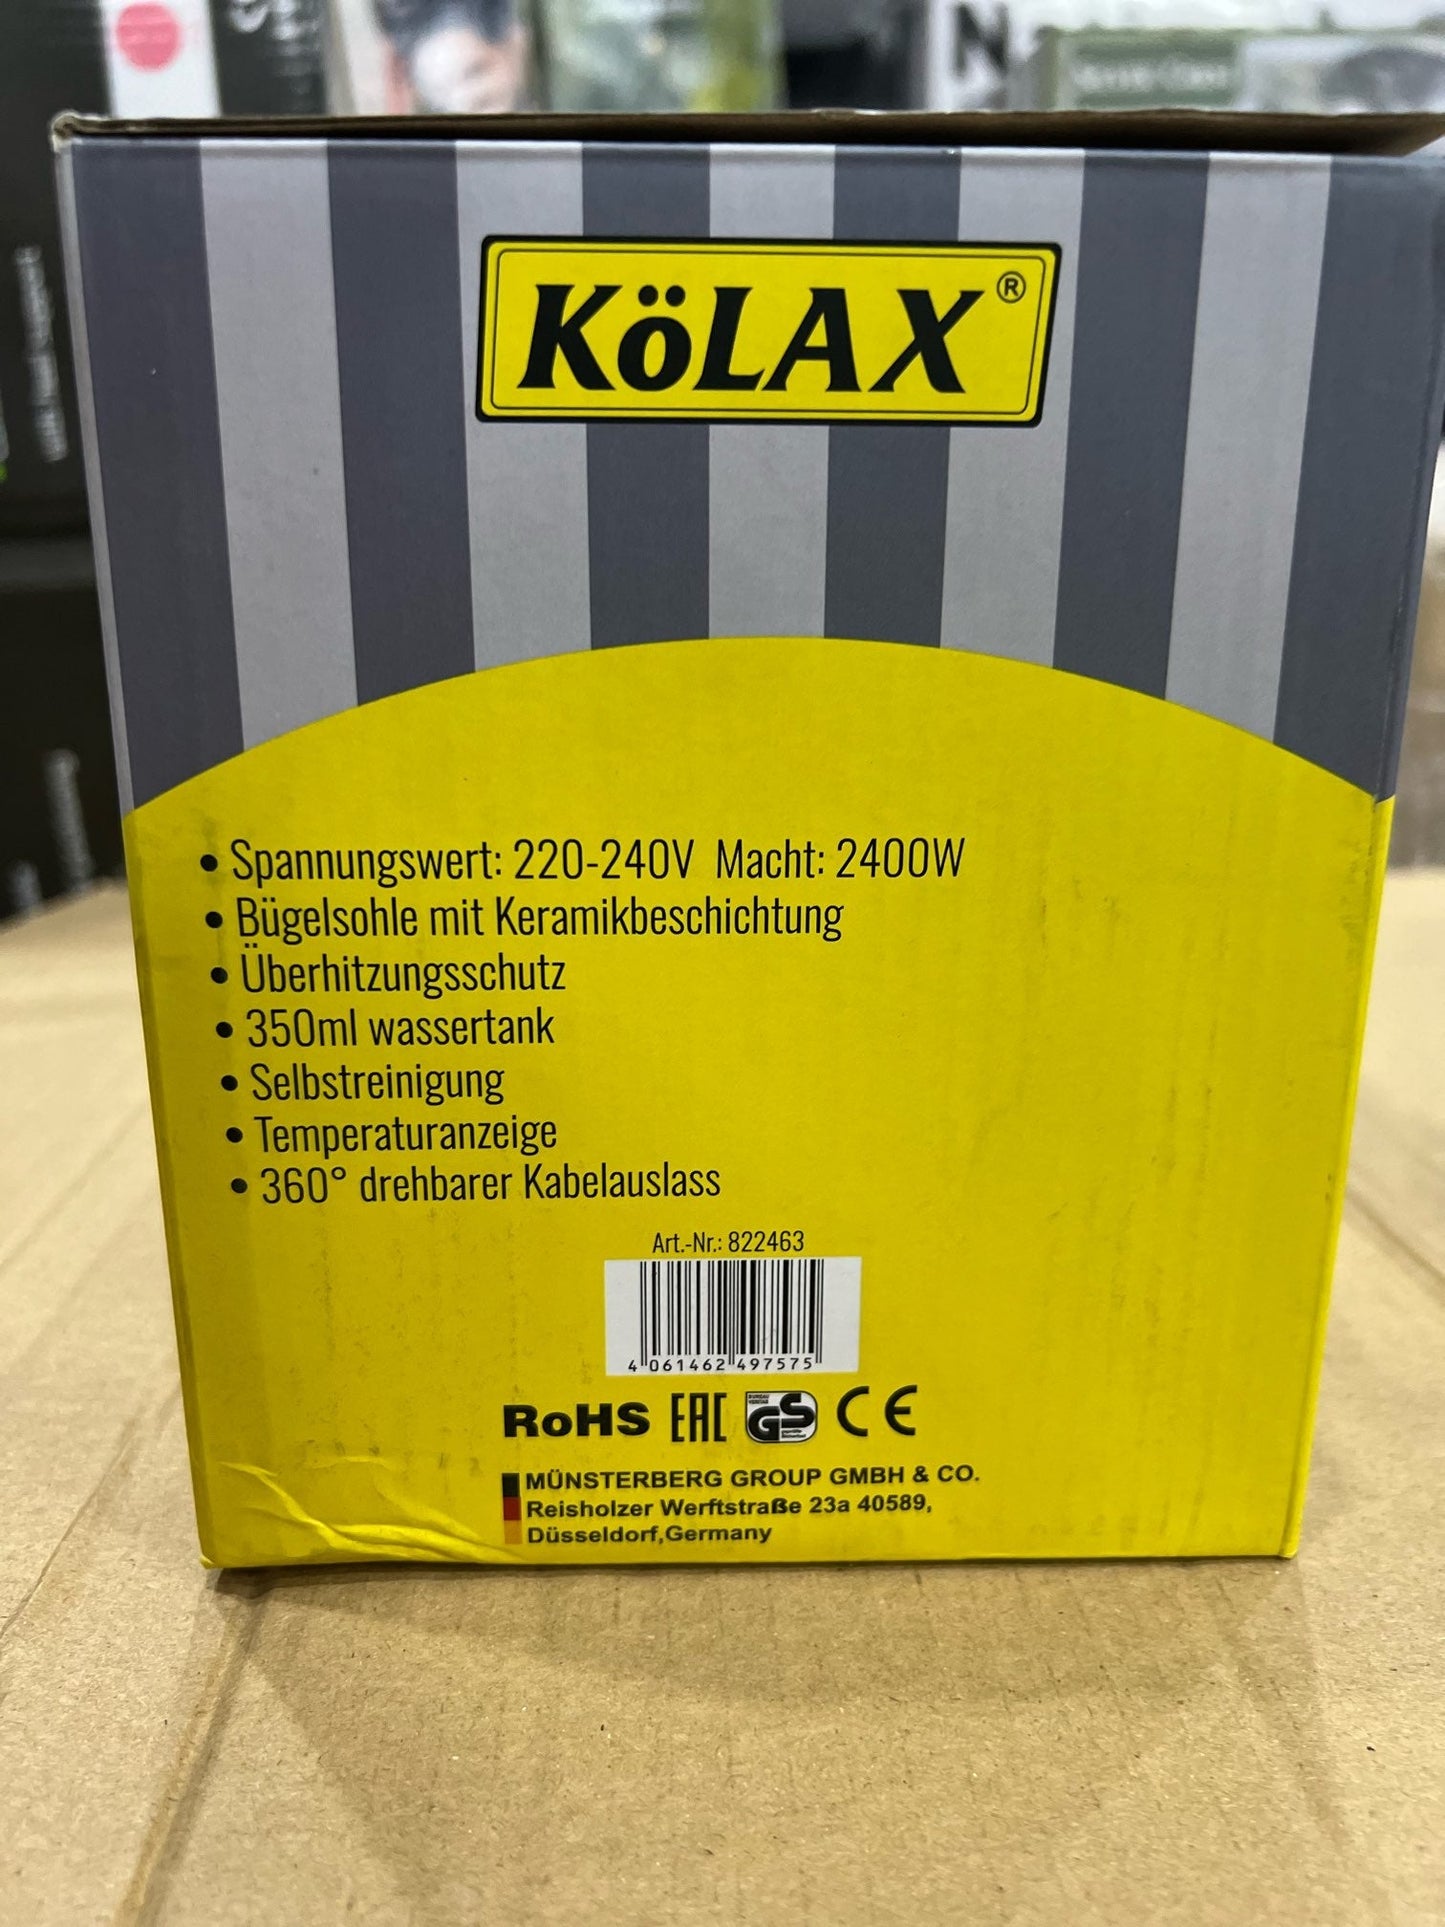 KöLAX®
• Spannungswert: 220-240V Macht: 2400W
• Bügelsohle mit Keramikbeschichtung
• Überhitzungsschutz
• 350ml wassertank
• Selbstreinigung
• Temperaturanzeige
• 360° drehbarer Kabelauslass
Art.-Nr.: 822463
4 061462 497575
RoHS EAC GS CE
MÜNSTERBERG GROUP GMBH & CO.
Reisholzer Werftstraße 23a 40589,
Düsseldorf,Germany